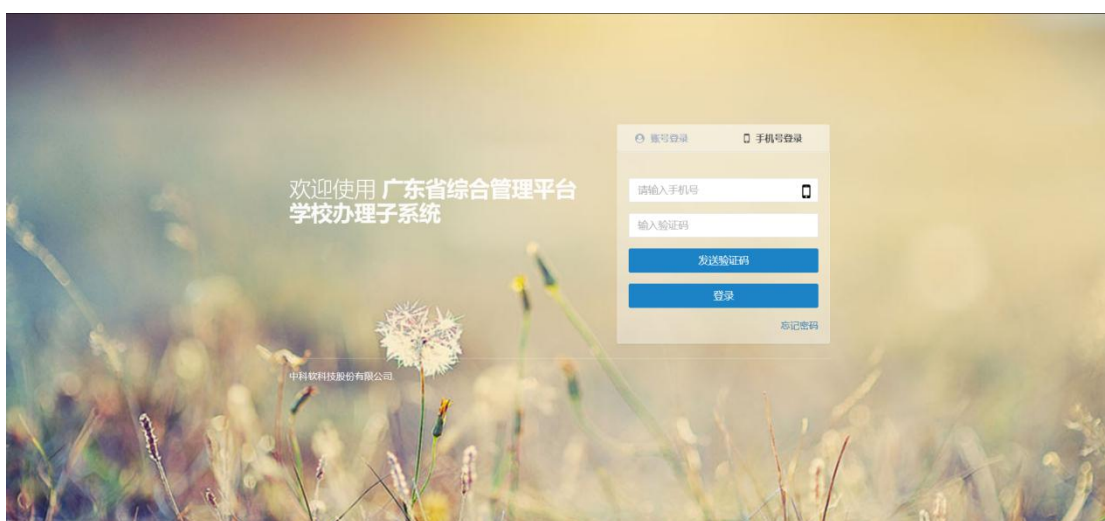 账号登录 手机号登录
欢迎使用 广东省综合管理平台
学校办理子系统
请输入手机号
输入验证码
发送验证码
登录
忘记密码
中科软科技股份有限公司